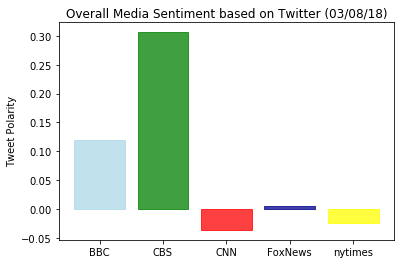 Overall Media Sentiment based on Twitter (03/08/18)
Tweet Polarity
0.30
0.25
0.20
0.15
0.10
0.05
0.00
−0.05
BBC CBS CNN FoxNews nytimes